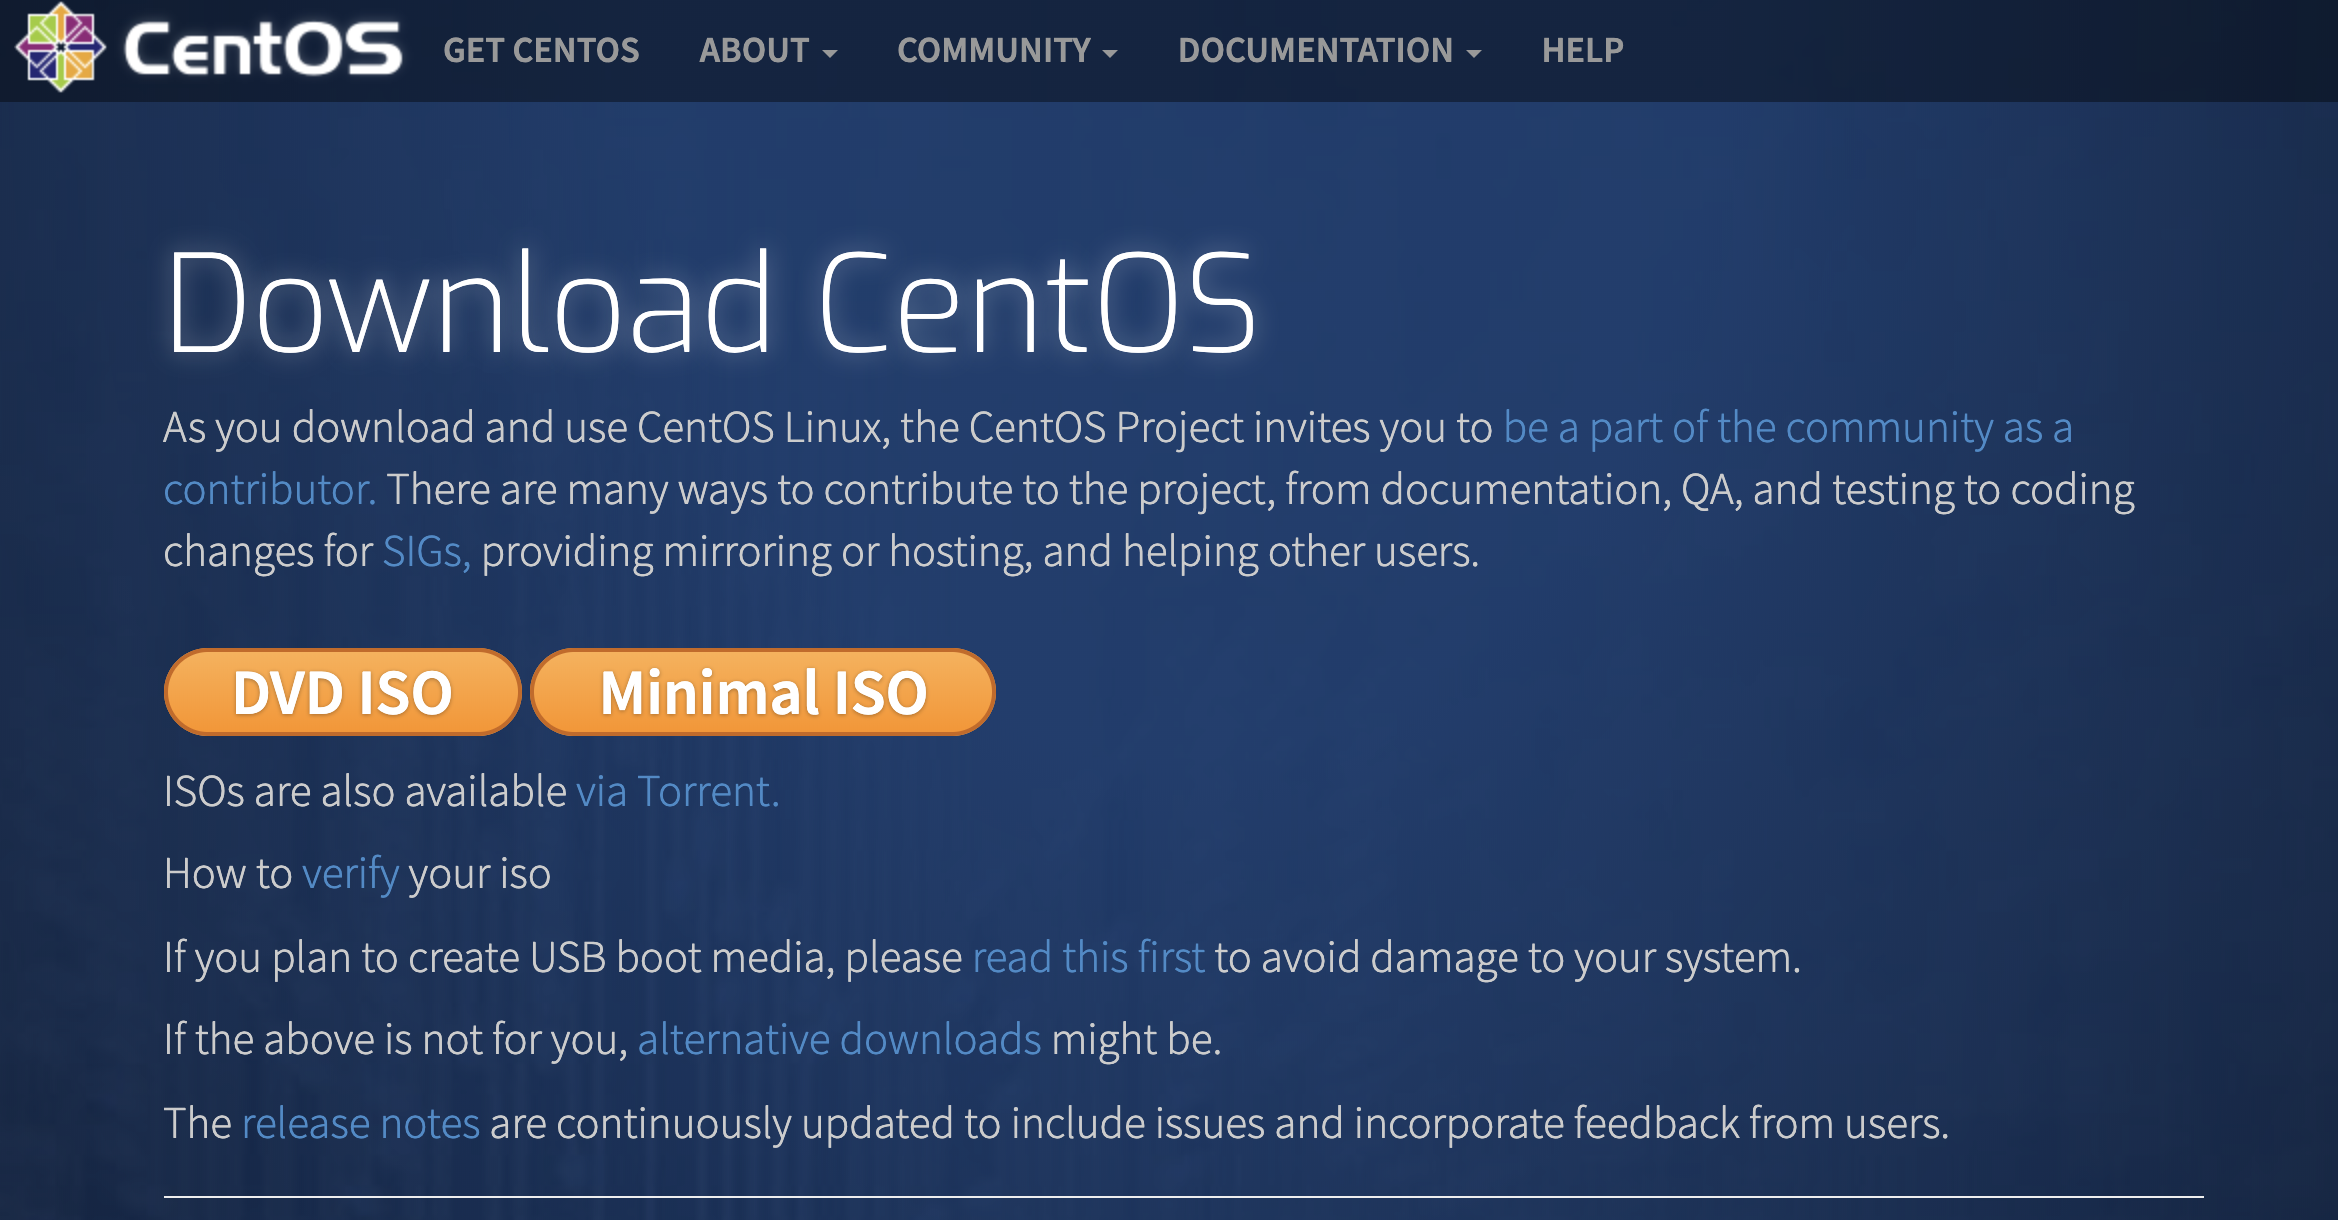 CentOS GET CENTOS ABOUT COMMUNITY DOCUMENTATION HELP
Download CentOS
As you download and use CentOS Linux, the CentOS Project invites you to be a part of the community as a
contributor. There are many ways to contribute to the project, from documentation, QA, and testing to coding
changes for SIGs, providing mirroring or hosting, and helping other users.
DVD ISO Minimal ISO
ISOs are also available via Torrent.
How to verify your iso
If you plan to create USB boot media, please read this first to avoid damage to your system.
If the above is not for you, alternative downloads might be.
The release notes are continuously updated to include issues and incorporate feedback from users.